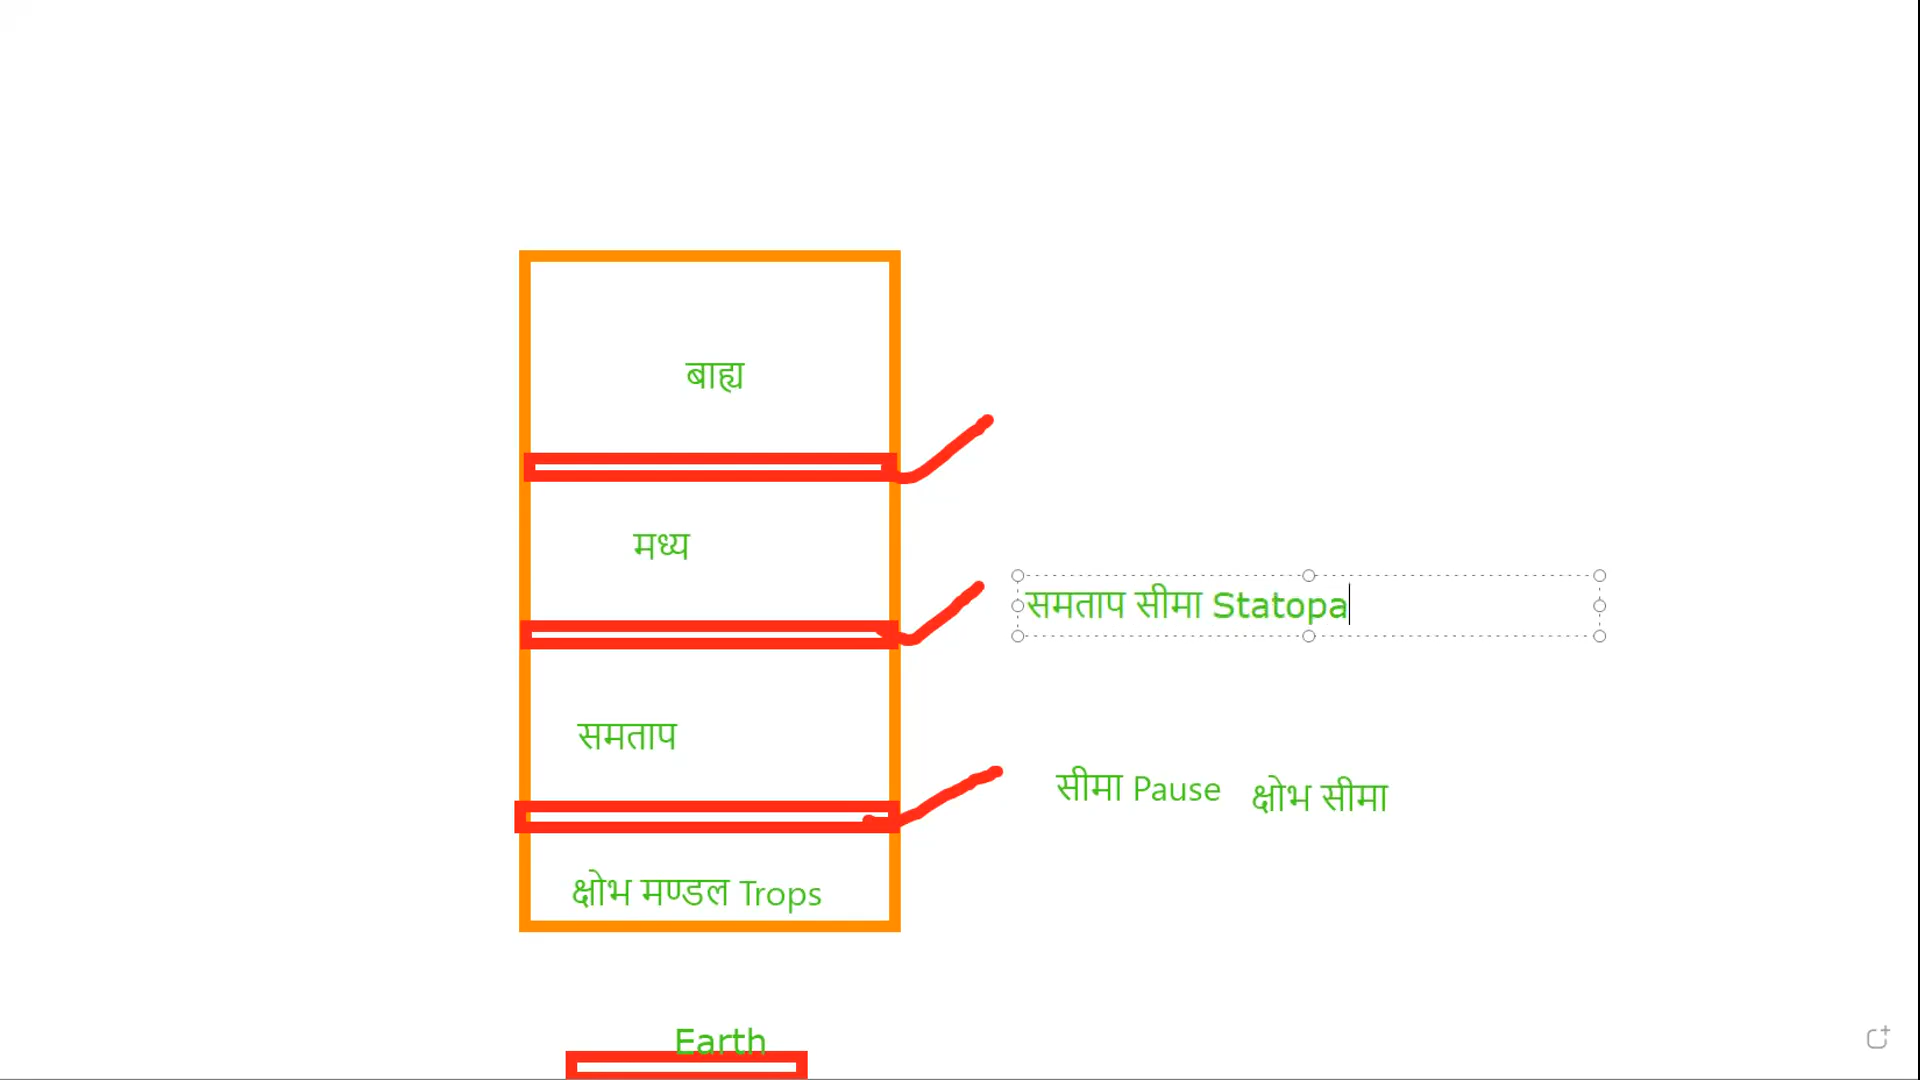 बाह्य
मध्य
समताप सीमा Statopa
समताप
सीमा Pause क्षोभ सीमा
क्षोभ मण्डल Trops
Earth